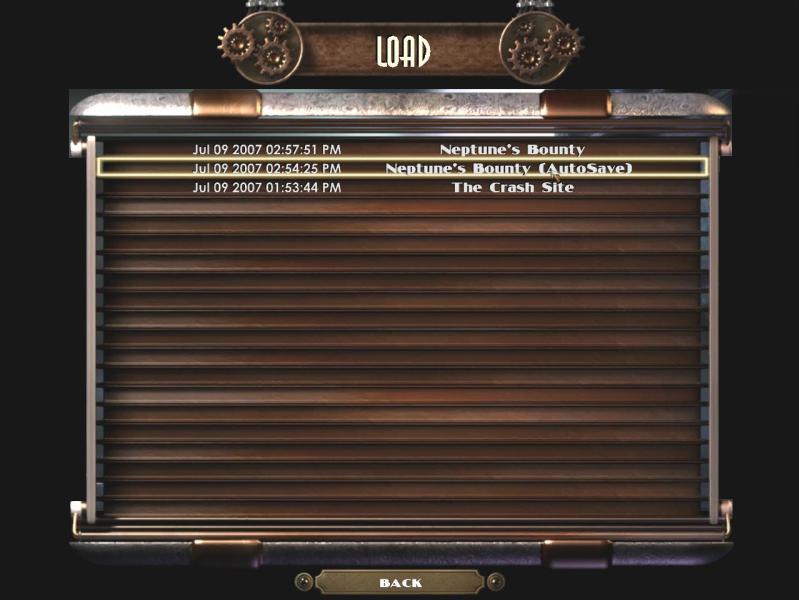 LOAD
Jul 09 2007 02:57:51 PM Neptune's Bounty
Jul 09 2007 02:54:25 PM Neptune's Bounty (AutoSave)
Jul 09 2007 01:53:44 PM The Crash Site
BACK